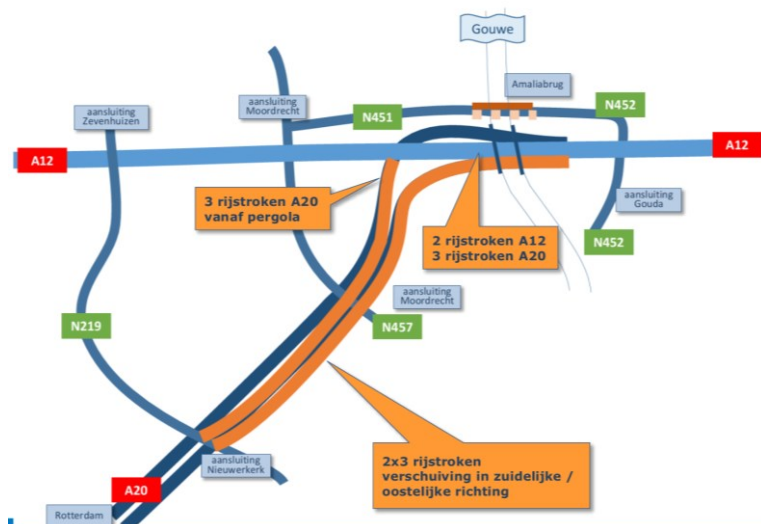 Gouwe
Amaliabrug
aansluiting
Moordrecht
aansluiting
Zevenhuizen
N451
N452
A12
A12
3 rijstroken A20
vanaf pergola
aansluiting
Gouda
2 rijstroken A12
3 rijstroken A20
N452
aansluiting
Moordrecht
N219
N457
2x3 rijstroken
verschuiving in zuidelijke /
oostelijke richting
aansluiting
Nieuwerkerk
A20
Rotterdam